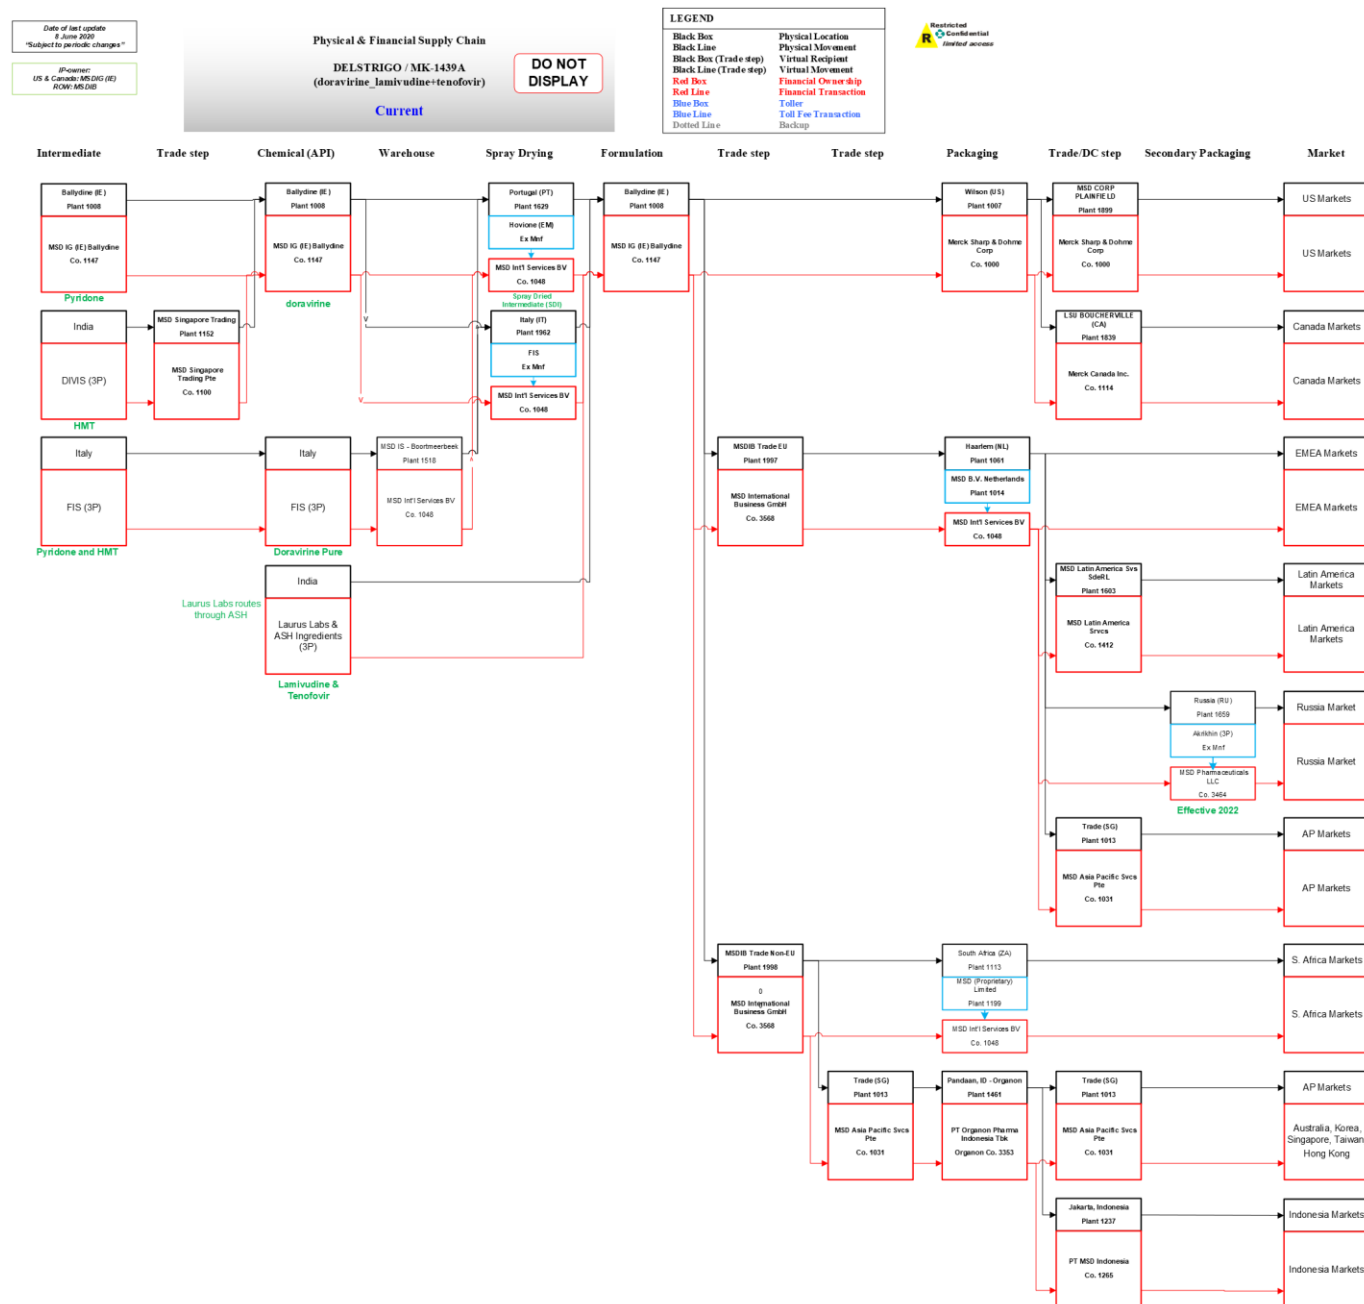 Date of last update
8 June 2020
"Subject to periodic changes"
IP-owner:
US & Canada: MSDIG (IE)
ROW: MSDIB
Physical & Financial Supply Chain
DELSTRIGO / MK-1439A
(doravirine_lamivudine+tenofovir)
Current
DO NOT
DISPLAY
LEGEND
Black Box Physical Location
Black Line Physical Movement
Black Box (Trade step) Virtual Recipient
Black Line (Trade step) Virtual Movement
Red Box Financial Ownership
Red Line Financial Transaction
Blue Box Toller
Blue Line Toll Fee Transaction
Dotted Line Backup
R
Restricted
Confidential
limited access
Intermediate Trade step Chemical (API) Warehouse Spray Drying Formulation Trade step Trade step Packaging Trade/DC step Secondary Packaging Market
Ballydine (IE)
Plant 1008
MSD IG (IE) Ballydine
Co. 1147
Pyridone
Ballydine (IE)
Plant 1008
MSD IG (IE) Ballydine
Co. 1147
doravirine
Portugal (PT)
Plant 1629
Hovione (EM)
Ex Mnf
MSD Int'l Services BV
Co. 1048
Spray Dried
Intermediate (SDI)
Ballydine (IE)
Plant 1008
MSD IG (IE) Ballydine
Co. 1147
Wilson (US)
Plant 1007
Merck Sharp & Dohme
Corp
Co. 1000
MSD CORP
PLAINFIELD
Plant 1899
Merck Sharp & Dohme
Corp
Co. 1000
US Markets
US Markets
India
DIVIS (3P)
HMT
MSD Singapore Trading
Plant 1152
MSD Singapore
Trading Pte
Co. 1100
V
V
Italy (IT)
Plant 1962
FIS
Ex Mnf
MSD Int'l Services BV
Co. 1048
LSU BOUCHERVILLE
(CA)
Plant 1839
Merck Canada Inc.
Co. 1114
Canada Markets
Canada Markets
Italy
FIS (3P)
Pyridone and HMT
Italy
FIS (3P)
Doravirine Pure
MSD IS - Boortmeerbeek
Plant 1518
MSD Int'l Services BV
Co. 1048
MSDIB Trade EU
Plant 1997
MSD International
Business GmbH
Co. 3568
Haarlem (NL)
Plant 1061
MSD B.V. Netherlands
Plant 1014
MSD Int'l Services BV
Co. 1048
EMEA Markets
EMEA Markets
Laurus Labs routes
through ASH
India
Laurus Labs &
ASH Ingredients
(3P)
Lamivudine &
Tenofovir
MSD Latin America Svs
SdeRL
Plant 1603
MSD Latin America
Srvcs
Co. 1412
Latin America
Markets
Latin America
Markets
Russia (RU)
Plant 1659
Akrikhin (3P)
Ex Mnf
MSD Pharmaceuticals
LLC
Co. 3464
Effective 2022
Russia Market
Russia Market
Trade (SG)
Plant 1013
MSD Asia Pacific Svcs
Pte
Co. 1031
AP Markets
AP Markets
MSDIB Trade Non-EU
Plant 1998
0
MSD International
Business GmbH
Co. 3568
South Africa (ZA)
Plant 1113
MSD (Proprietary)
Limited
Plant 1199
MSD Int'l Services BV
Co. 1048
S. Africa Markets
S. Africa Markets
Trade (SG)
Plant 1013
MSD Asia Pacific Svcs
Pte
Co. 1031
Pandaan, ID - Organon
Plant 1461
PT Organon Pharma
Indonesia Tbk
Organon Co. 3353
Trade (SG)
Plant 1013
MSD Asia Pacific Svcs
Pte
Co. 1031
AP Markets
Australia, Korea,
Singapore, Taiwan
Hong Kong
Jakarta, Indonesia
Plant 1237
PT MSD Indonesia
Co. 1265
Indonesia Markets
Indonesia Markets